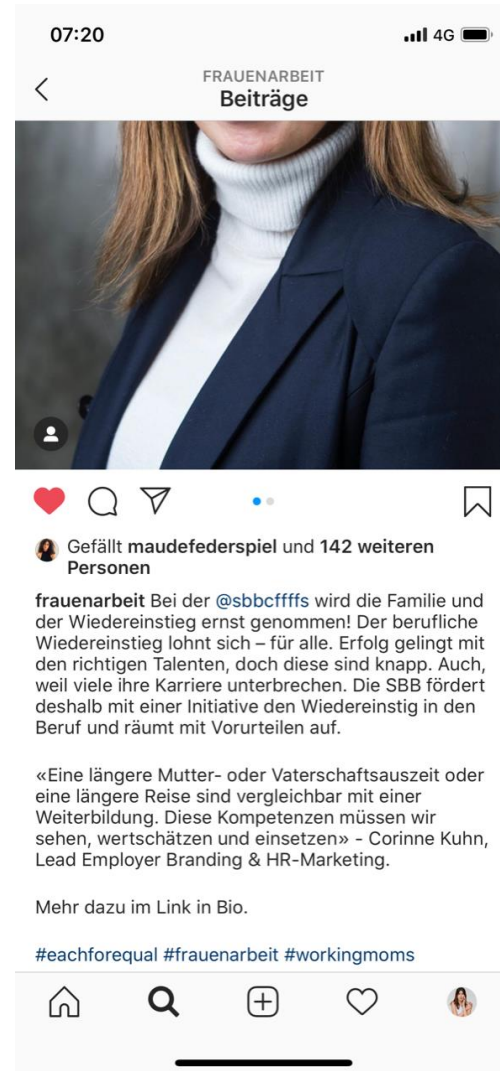 07:20
4G
FRAUENARBEIT
Beiträge
Gefällt maudefederspiel und 142 weiteren
Personen
frauenarbeit Bei der @sbbcffffs wird die Familie und
der Wiedereinstieg ernst genommen! Der berufliche
Wiedereinstieg lohnt sich – für alle. Erfolg gelingt mit
den richtigen Talenten, doch diese sind knapp. Auch,
weil viele ihre Karriere unterbrechen. Die SBB fördert
deshalb mit einer Initiative den Wiedereinstig in den
Beruf und räumt mit Vorurteilen auf.
«Eine längere Mutter- oder Vaterschaftsauszeit oder
eine längere Reise sind vergleichbar mit einer
Weiterbildung. Diese Kompetenzen müssen wir
sehen, wertschätzen und einsetzen» - Corinne Kuhn,
Lead Employer Branding & HR-Marketing.
Mehr dazu im Link in Bio.
#eachforequal #frauenarbeit #workingmoms